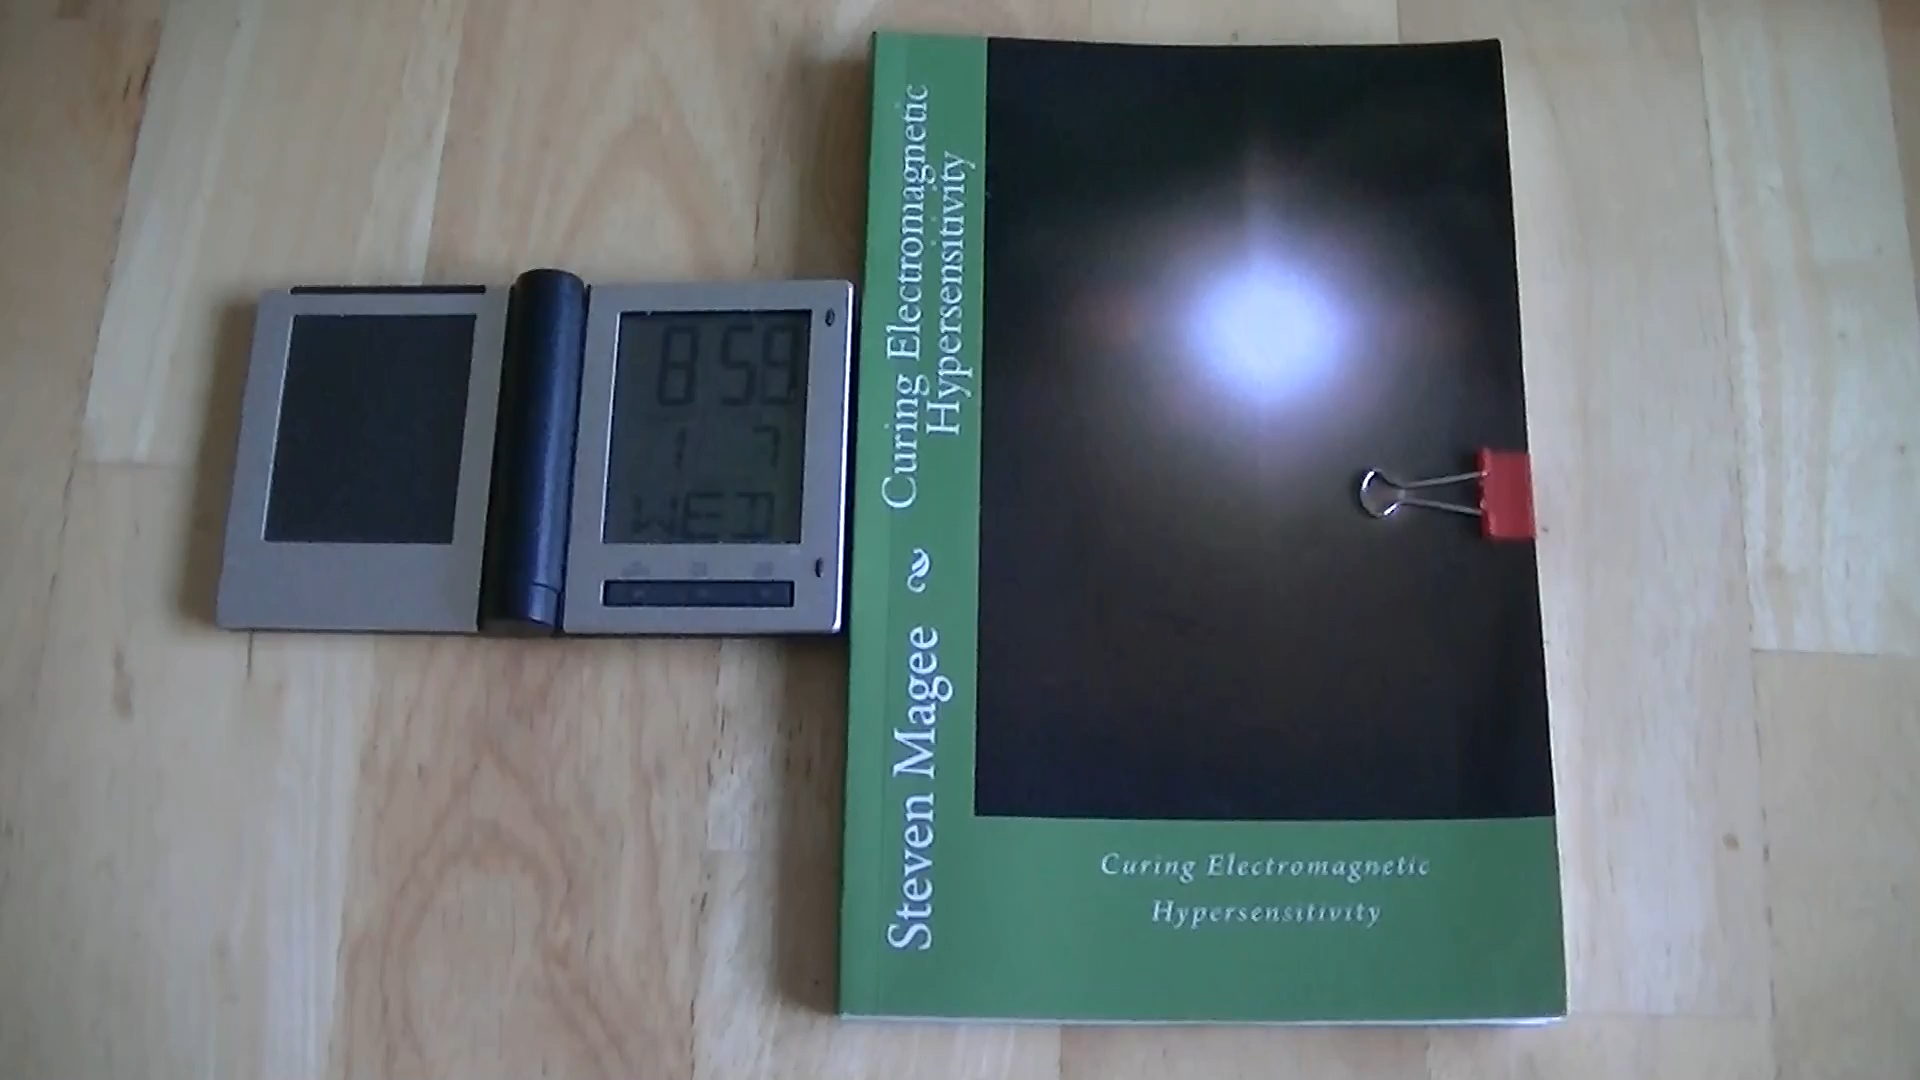 8:59
1 7
WED
Steven Magee
Curing Electromagnetic
Hypersensitivity
Curing Electromagnetic
Hypersensitivity